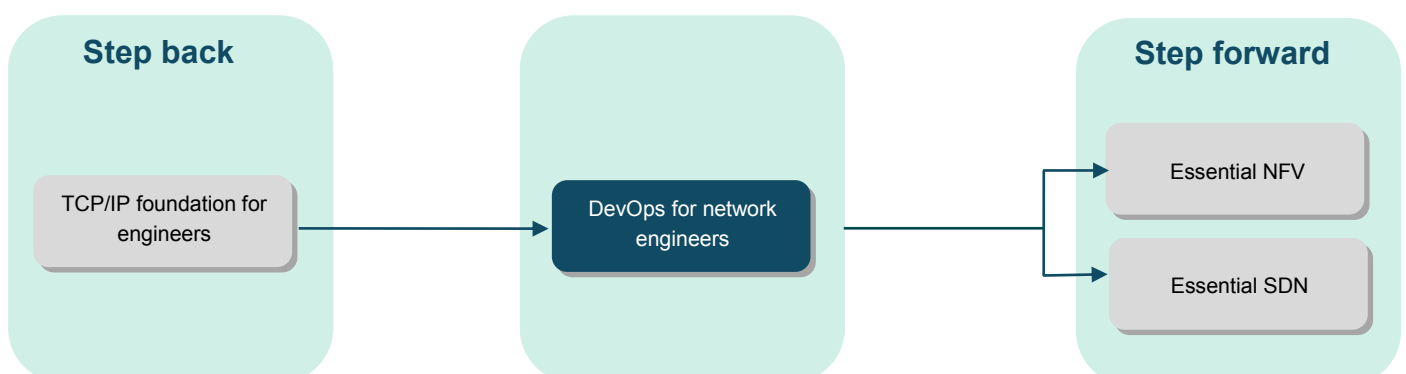 Step back
TCP/IP foundation for
engineers
DevOps for network
engineers
Step forward
Essential NFV
Essential SDN